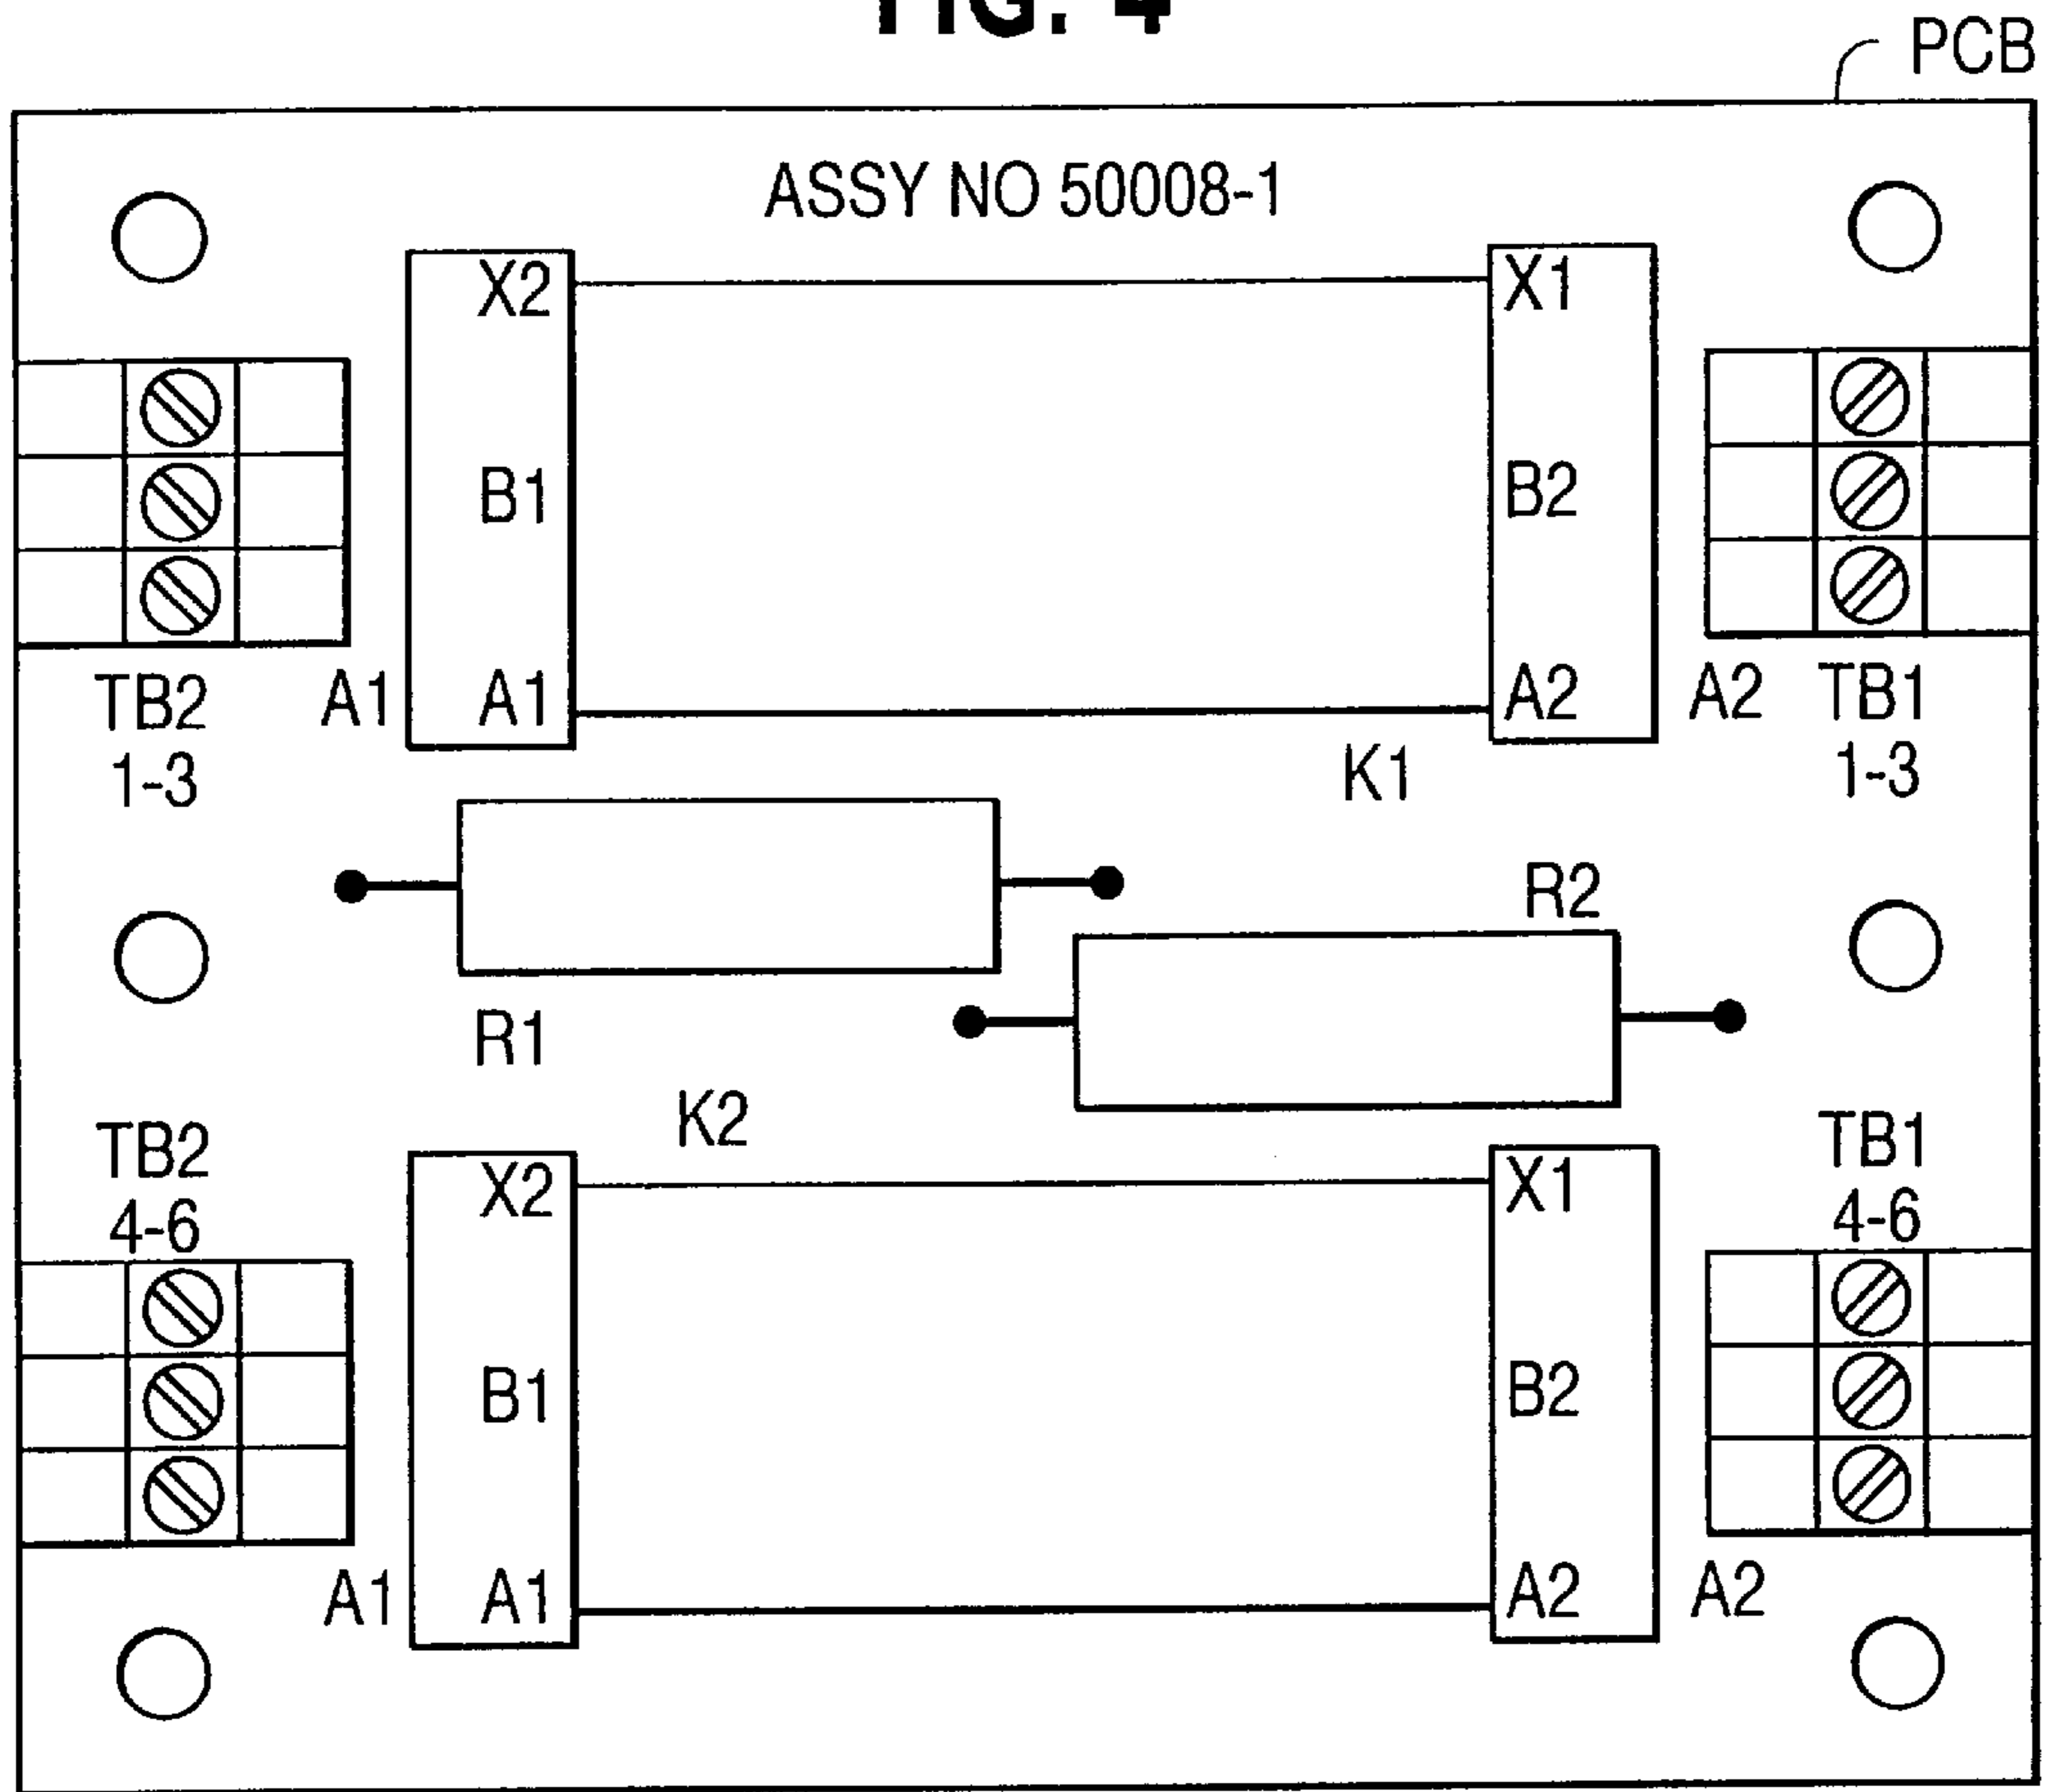 FIG. 4
PCB
ASSY NO 50008-1
X2 X1
B1 B2
A1 A1 A2 A2
TB2 TB1
1-3 1-3
K1
R2
R1
K2
TB2 TB1
4-6 4-6
X2 X1
B1 B2
A1 A1 A2 A2